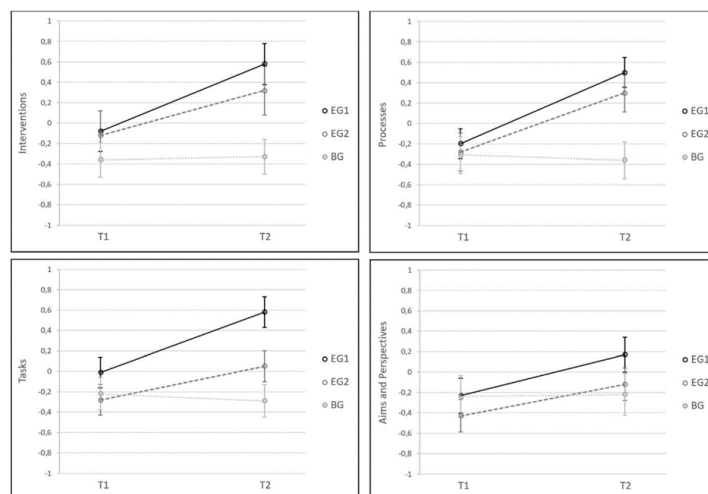 1
0,8
0,6
0,4
0,2
0
-0,2
-0,4
-0,6
-0,8
-1
Interventions
T1
T2
EG1
EG2
BG
1
0,8
0,6
0,4
0,2
0
-0,2
-0,4
-0,6
-0,8
-1
Processes
T1
T2
EG1
EG2
BG
1
0,8
0,6
0,4
0,2
0
-0,2
-0,4
-0,6
-0,8
-1
Tasks
T1
T2
EG1
EG2
BG
1
0,8
0,6
0,4
0,2
0
-0,2
-0,4
-0,6
-0,8
-1
Aims and Perspectives
T1
T2
EG1
EG2
BG